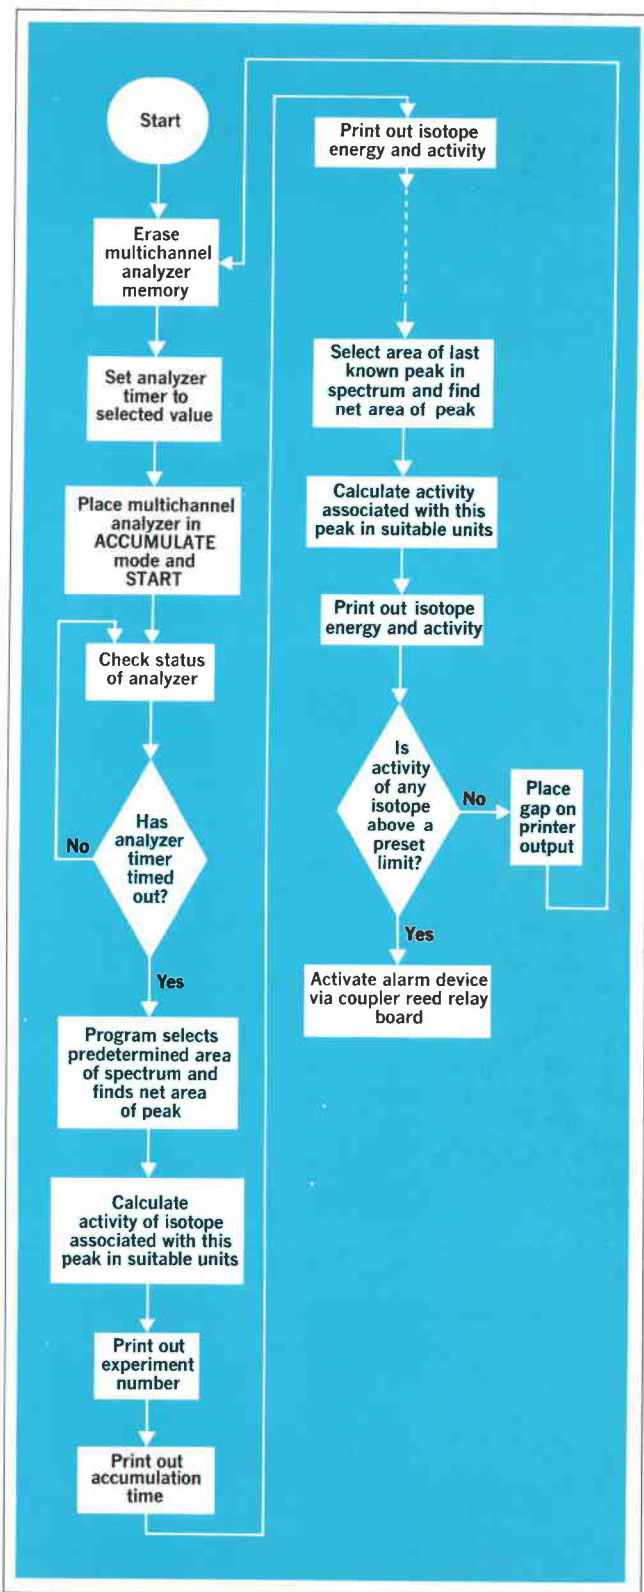 Start
Erase
multichannel
analyzer
memory
Set analyzer
timer to
selected value
Place multichannel
analyzer in
ACCUMULATE
mode and
START
Check status
of analyzer
Has
analyzer
timer
timed
out?
No
Yes
Program selects
predetermined area
of spectrum and
finds net area
of peak
Calculate
activity of isotope
associated with this
peak in suitable units
Print out
experiment
number
Print out
accumulation
time
Print out isotope
energy and activity
Select area of last
known peak in
spectrum and find
net area of peak
Calculate activity
associated with this
peak in suitable units
Print out isotope
energy and activity
Is
activity
of any
isotope
above a
preset
limit?
No
Place
gap on
printer
output
Yes
Activate alarm device
via coupler reed relay
board